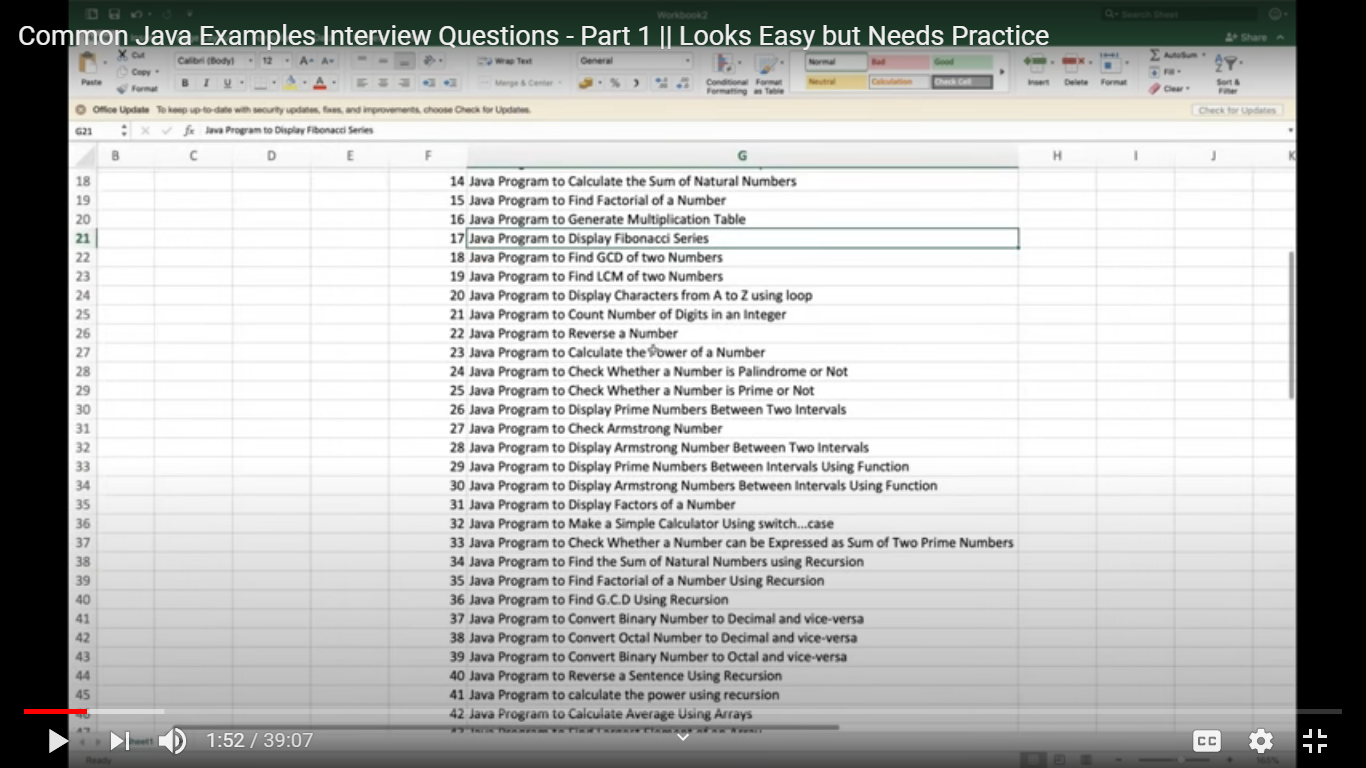 Workbook2
Search Sheet
Common Java Examples Interview Questions - Part 1 || Looks Easy but Needs Practice
Share
Paste
Cut
Copy
Format
Calibri (Body)
12
A
A
B
I
U
A
Wrap Text
Merge & Center
General
%
Conditional
Formatting
Format
as Table
Normal
Bad
Good
Neutral
Calculation
Check Cell
Insert
Delete
Format
AutoSum
Fill
Clear
Sort &
Filter
Office Update To keep up-to-date with security updates, fixes, and improvements, choose Check for Updates.
Check for Updates
G21 fx Java Program to Display Fibonacci Series
B C D E F G H I J K
18 14 Java Program to Calculate the Sum of Natural Numbers
19 15 Java Program to Find Factorial of a Number
20 16 Java Program to Generate Multiplication Table
21 17 Java Program to Display Fibonacci Series
22 18 Java Program to Find GCD of two Numbers
23 19 Java Program to Find LCM of two Numbers
24 20 Java Program to Display Characters from A to Z using loop
25 21 Java Program to Count Number of Digits in an Integer
26 22 Java Program to Reverse a Number
27 23 Java Program to Calculate the Power of a Number
28 24 Java Program to Check Whether a Number is Palindrome or Not
29 25 Java Program to Check Whether a Number is Prime or Not
30 26 Java Program to Display Prime Numbers Between Two Intervals
31 27 Java Program to Check Armstrong Number
32 28 Java Program to Display Armstrong Number Between Two Intervals
33 29 Java Program to Display Prime Numbers Between Intervals Using Function
34 30 Java Program to Display Armstrong Numbers Between Intervals Using Function
35 31 Java Program to Display Factors of a Number
36 32 Java Program to Make a Simple Calculator Using switch...case
37 33 Java Program to Check Whether a Number can be Expressed as Sum of Two Prime Numbers
38 34 Java Program to Find the Sum of Natural Numbers using Recursion
39 35 Java Program to Find Factorial of a Number Using Recursion
40 36 Java Program to Find G.C.D Using Recursion
41 37 Java Program to Convert Binary Number to Decimal and vice-versa
42 38 Java Program to Convert Octal Number to Decimal and vice-versa
43 39 Java Program to Convert Binary Number to Octal and vice-versa
44 40 Java Program to Reverse a Sentence Using Recursion
45 41 Java Program to calculate the power using recursion
46 42 Java Program to Calculate Average Using Arrays
43 Java Program to Find Largest Element of an Array
Sheet1
1:52 / 39:07
CC
Ready
163%